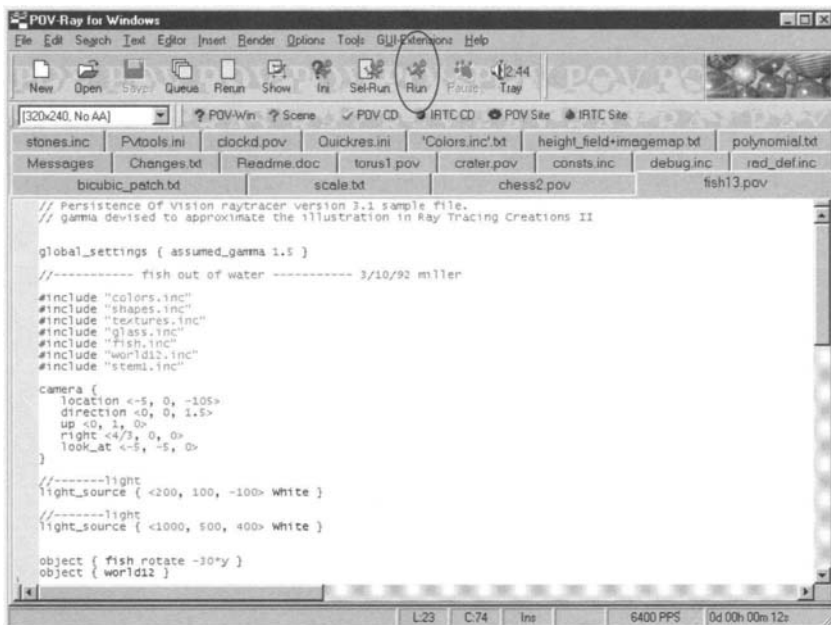 POV-Ray for Windows
File Edit Search Text Editor Insert Render Options Tools GUI-Extensions Help
New Open Save Queue Rerun Show Ini Sel-Run Run Pause Tray 2:44
[320x240, No AA] ? POV-Win ? Scene POV CD IRTC CD POV Site IRTC Site
stones.inc Pvtools.ini clockd.pov Quickres.ini 'Colors.inc'.txt height_field+imagemap.txt polynomial.txt
Messages Changes.txt Readme.doc torus1.pov crater.pov consts.inc debug.inc rad_def.inc
bicubic_patch.txt scale.txt chess2.pov fish13.pov
// Persistence Of Vision raytracer version 3.1 sample file.
// gamma devised to approximate the illustration in Ray Tracing Creations II
global_settings { assumed_gamma 1.5 }
//----------- fish out of water ----------- 3/10/92 miller
#include "colors.inc"
#include "shapes.inc"
#include "textures.inc"
#include "glass.inc"
#include "fish.inc"
#include "world12.inc"
#include "stem1.inc"
camera {
location <-5, 0, -105>
direction <0, 0, 1.5>
up <0, 1, 0>
right <4/3, 0, 0>
look_at <-5, -5, 0>
}
//-------light
light_source { <200, 100, -100> White }
//-------light
light_source { <1000, 500, 400> White }
object { fish rotate -30*y }
object { world12 }
L:23 C:74 Ins 6400 PPS 0d 00h 00m 12s